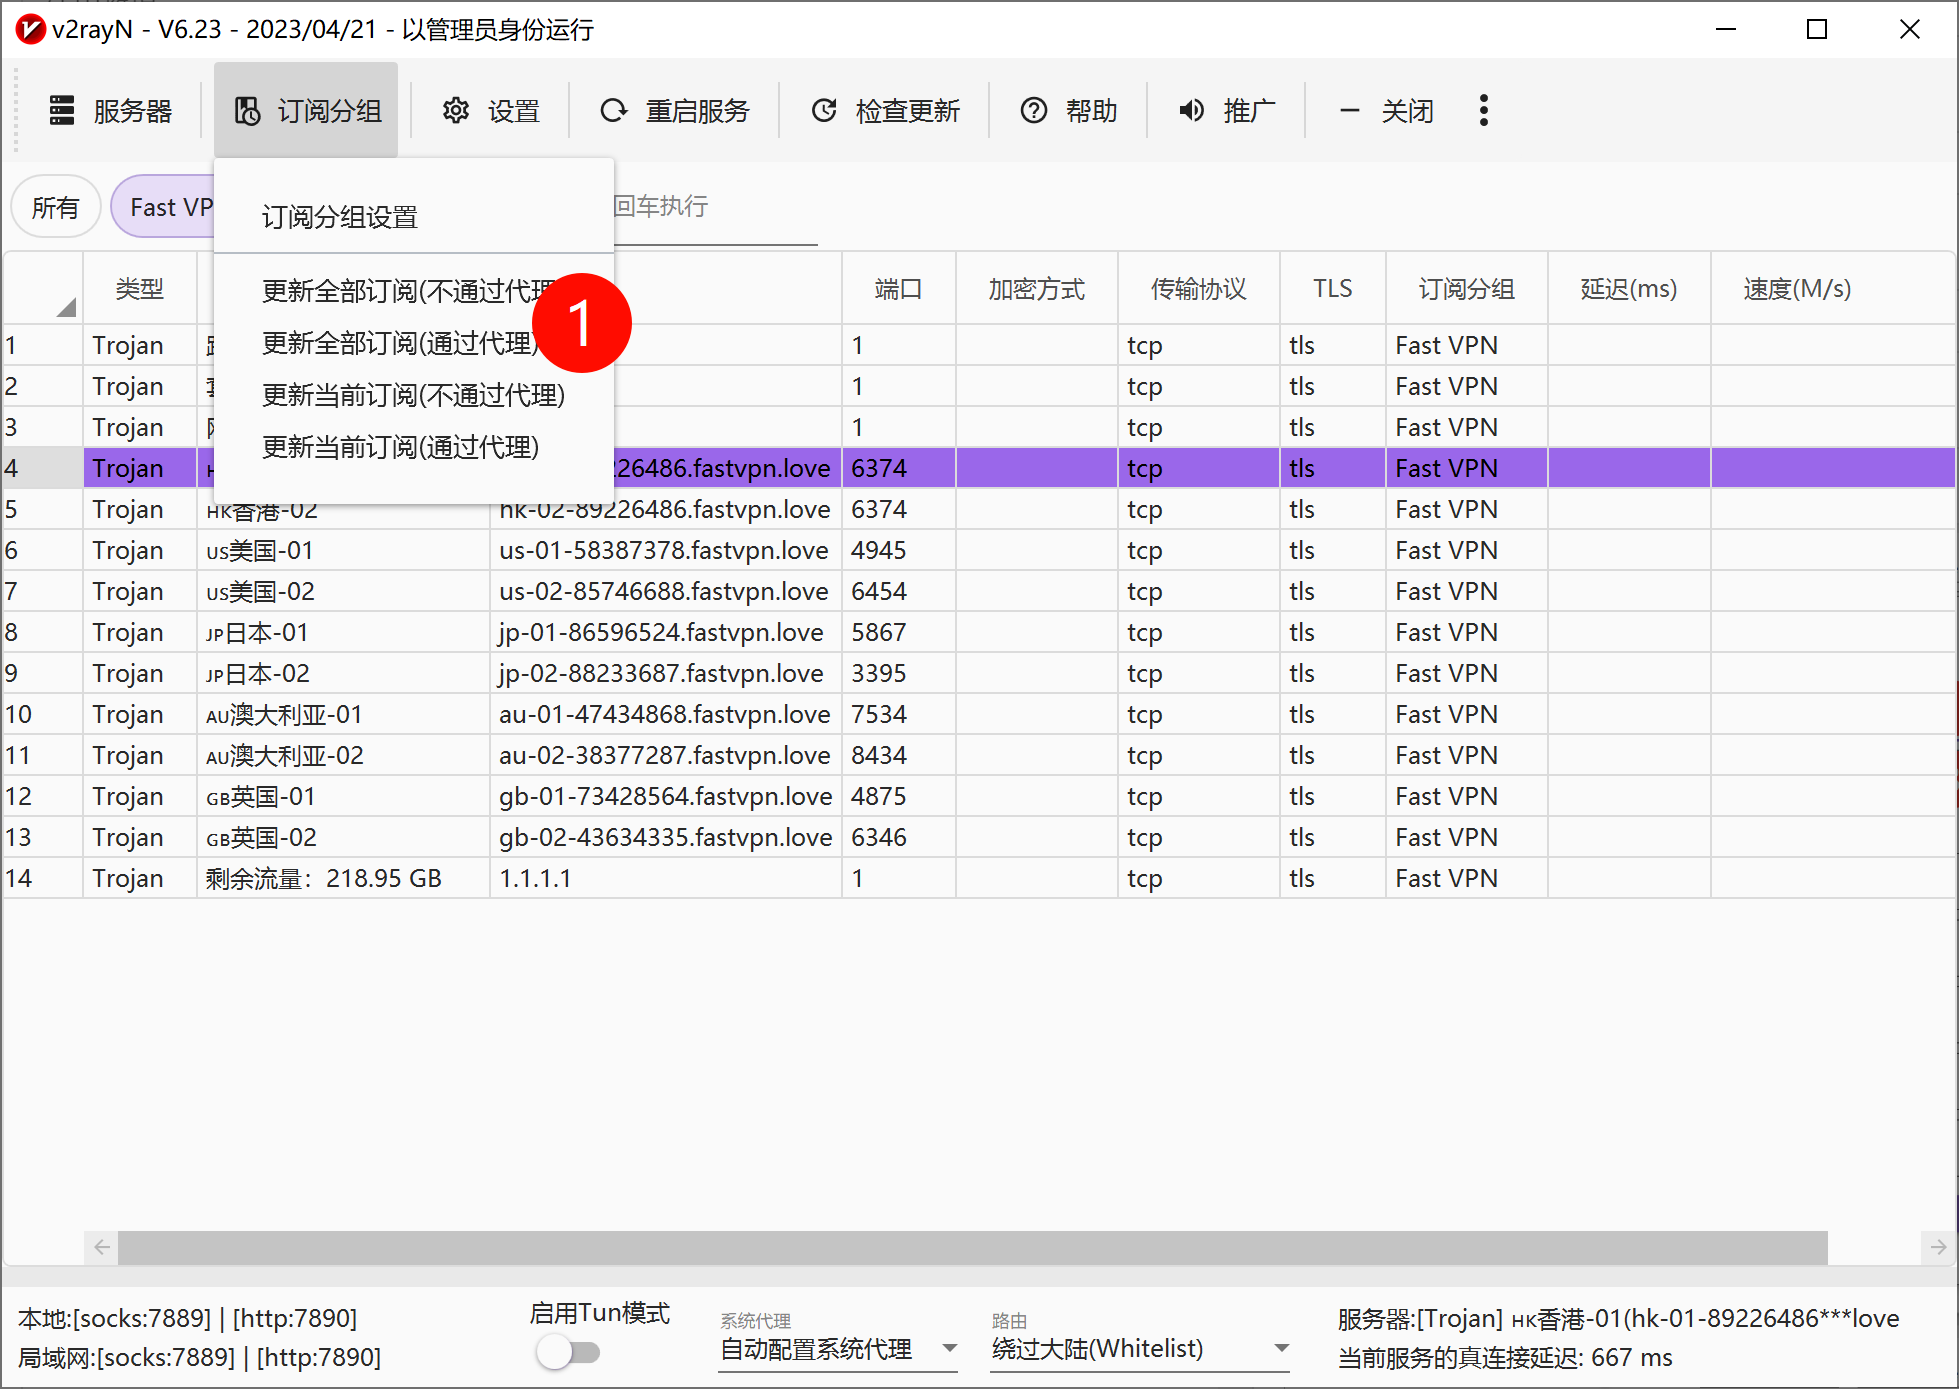 v2rayN - V6.23 - 2023/04/21 - 以管理员身份运行
服务器 订阅分组 设置 重启服务 检查更新 帮助 推广 关闭
所有 Fast VP 回车执行
订阅分组设置
更新全部订阅(不通过代理
更新全部订阅(通过代理)
更新当前订阅(不通过代理)
更新当前订阅(通过代理)
1
类型 端口 加密方式 传输协议 TLS 订阅分组 延迟(ms) 速度(M/s)
1 Trojan 1 tcp tls Fast VPN
2 Trojan 1 tcp tls Fast VPN
3 Trojan 1 tcp tls Fast VPN
4 Trojan 226486.fastvpn.love 6374 tcp tls Fast VPN
5 Trojan HK香港-02 hk-02-89226486.fastvpn.love 6374 tcp tls Fast VPN
6 Trojan US美国-01 us-01-58387378.fastvpn.love 4945 tcp tls Fast VPN
7 Trojan US美国-02 us-02-85746688.fastvpn.love 6454 tcp tls Fast VPN
8 Trojan JP日本-01 jp-01-86596524.fastvpn.love 5867 tcp tls Fast VPN
9 Trojan JP日本-02 jp-02-88233687.fastvpn.love 3395 tcp tls Fast VPN
10 Trojan AU澳大利亚-01 au-01-47434868.fastvpn.love 7534 tcp tls Fast VPN
11 Trojan AU澳大利亚-02 au-02-38377287.fastvpn.love 8434 tcp tls Fast VPN
12 Trojan GB英国-01 gb-01-73428564.fastvpn.love 4875 tcp tls Fast VPN
13 Trojan GB英国-02 gb-02-43634335.fastvpn.love 6346 tcp tls Fast VPN
14 Trojan 剩余流量：218.95 GB 1.1.1.1 1 tcp tls Fast VPN
本地:[socks:7889] | [http:7890]
局域网:[socks:7889] | [http:7890]
启用Tun模式
系统代理
自动配置系统代理
路由
绕过大陆(Whitelist)
服务器:[Trojan] HK香港-01(hk-01-89226486***love
当前服务的真连接延迟: 667 ms